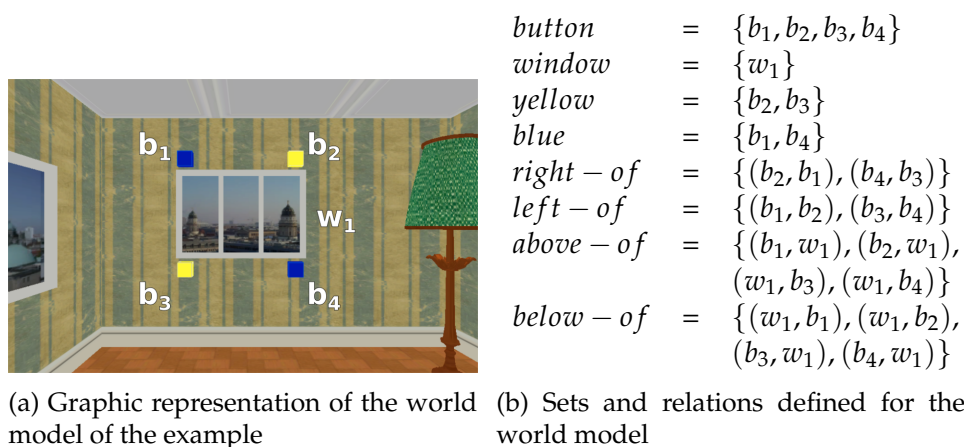 b₁ b₂
w₁
b₃ b₄
(a) Graphic representation of the world
model of the example
button = {b₁, b₂, b₃, b₄}
window = {w₁}
yellow = {b₂, b₃}
blue = {b₁, b₄}
right − of = {(b₂, b₁), (b₄, b₃)}
left − of = {(b₁, b₂), (b₃, b₄)}
above − of = {(b₁, w₁), (b₂, w₁),
(w₁, b₃), (w₁, b₄)}
below − of = {(w₁, b₁), (w₁, b₂),
(b₃, w₁), (b₄, w₁)}
(b) Sets and relations defined for the
world model